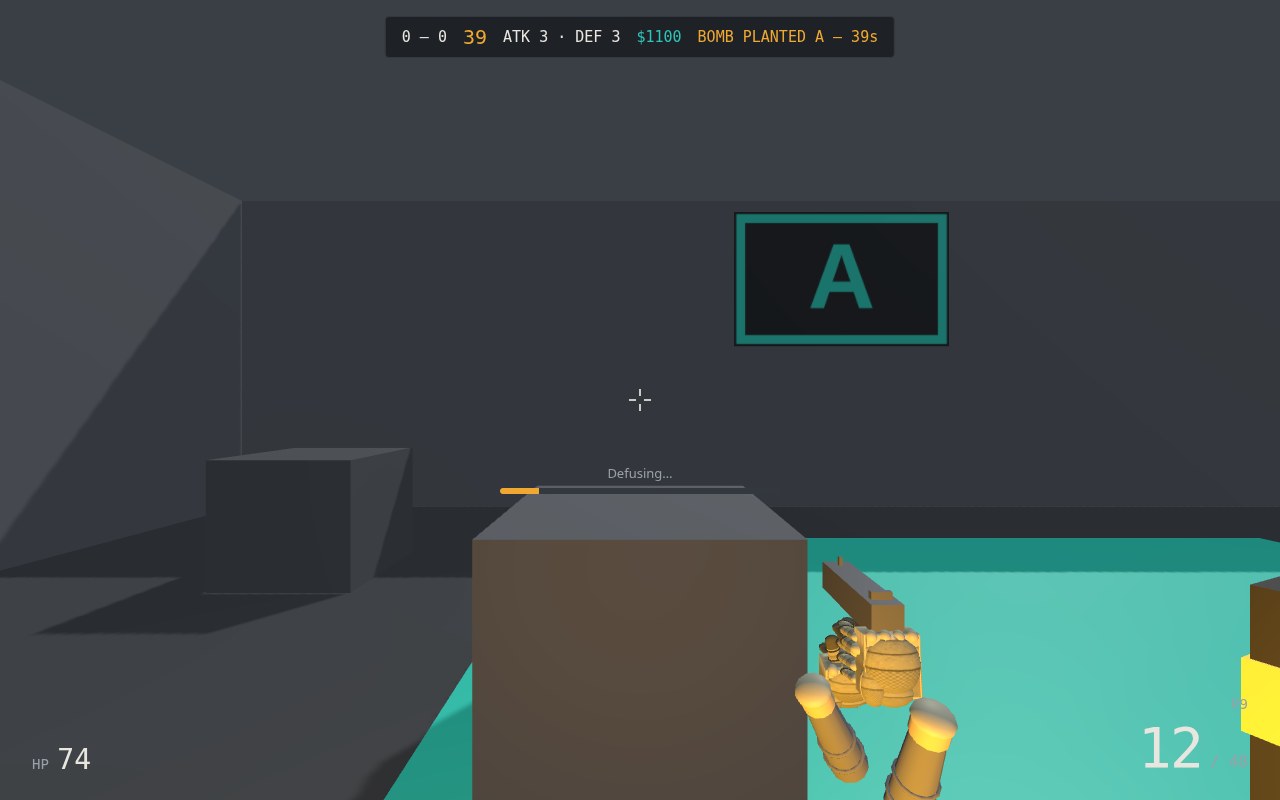 0 — 0 39 ATK 3 · DEF 3 $1100 BOMB PLANTED A — 39s
A
Defusing...
HP 74
12